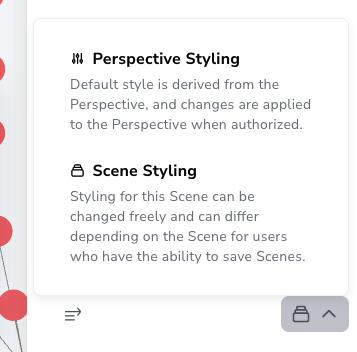 Perspective Styling
Default style is derived from the
Perspective, and changes are applied
to the Perspective when authorized.
Scene Styling
Styling for this Scene can be
changed freely and can differ
depending on the Scene for users
who have the ability to save Scenes.